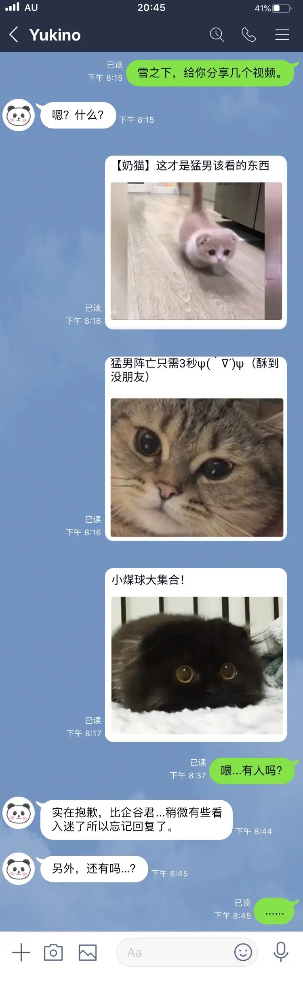 AU 20:45 41%
Yukino
已读
下午 8:15
雪之下，给你分享几个视频。
嗯？什么？
下午 8:15
【奶猫】这才是猛男该看的东西
已读
下午 8:16
猛男阵亡只需3秒ψ(｀∇´)ψ（酥到
没朋友）
已读
下午 8:16
小煤球大集合！
已读
下午 8:17
已读
下午 8:37
喂...有人吗？
实在抱歉，比企谷君...稍微有些看
入迷了所以忘记回复了。
下午 8:44
另外，还有吗...？
下午 8:45
已读
下午 8:45
......
Aa